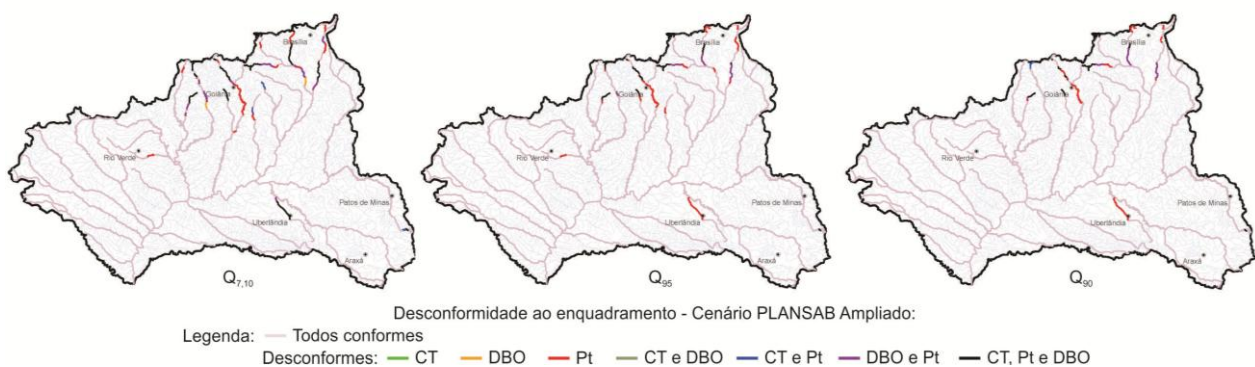 Brasília
Goiânia
Rio Verde
Patos de Minas
Uberlândia
Araxá
Q7,10
Brasília
Goiânia
Rio Verde
Patos de Minas
Uberlândia
Araxá
Q95
Brasília
Goiânia
Rio Verde
Patos de Minas
Uberlândia
Araxá
Q90
Desconformidade ao enquadramento - Cenário PLANSAB Ampliado:
Legenda: Todos conformes
Desconformes: CT DBO Pt CT e DBO CT e Pt DBO e Pt CT, Pt e DBO